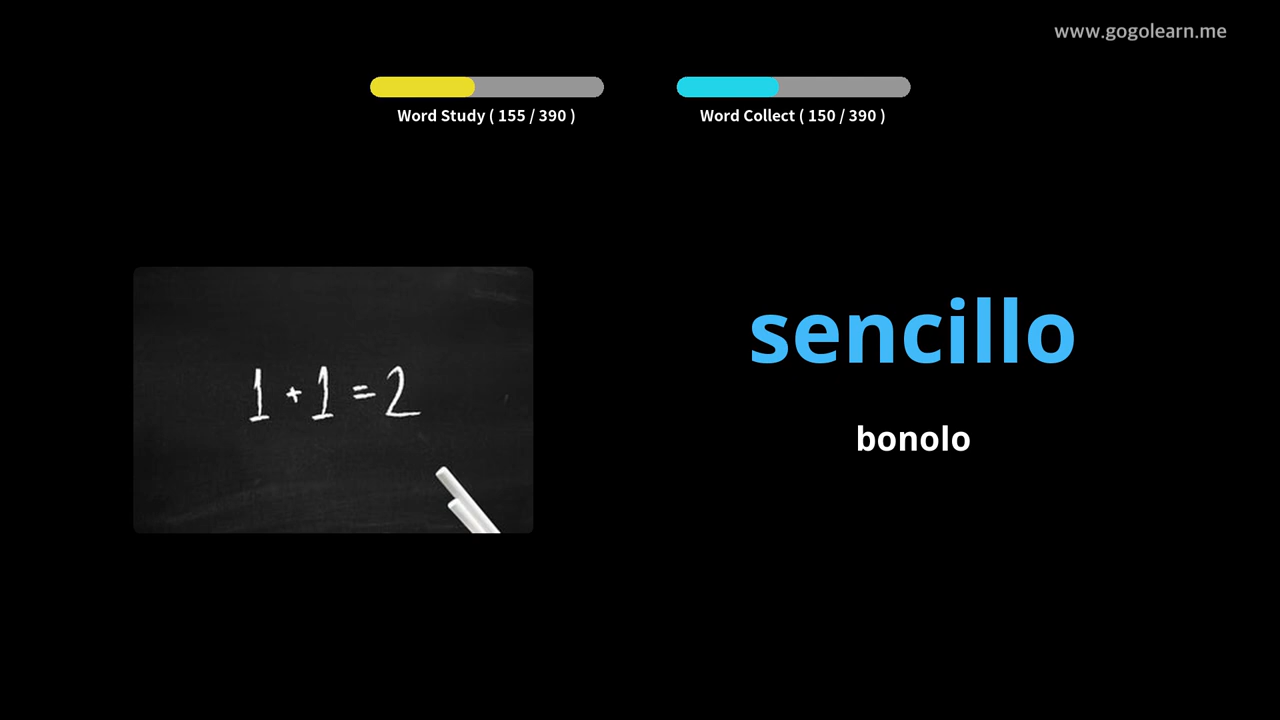 www.gogolearn.me
Word Study ( 155 / 390 )
Word Collect ( 150 / 390 )
1 + 1 = 2
sencillo
bonolo